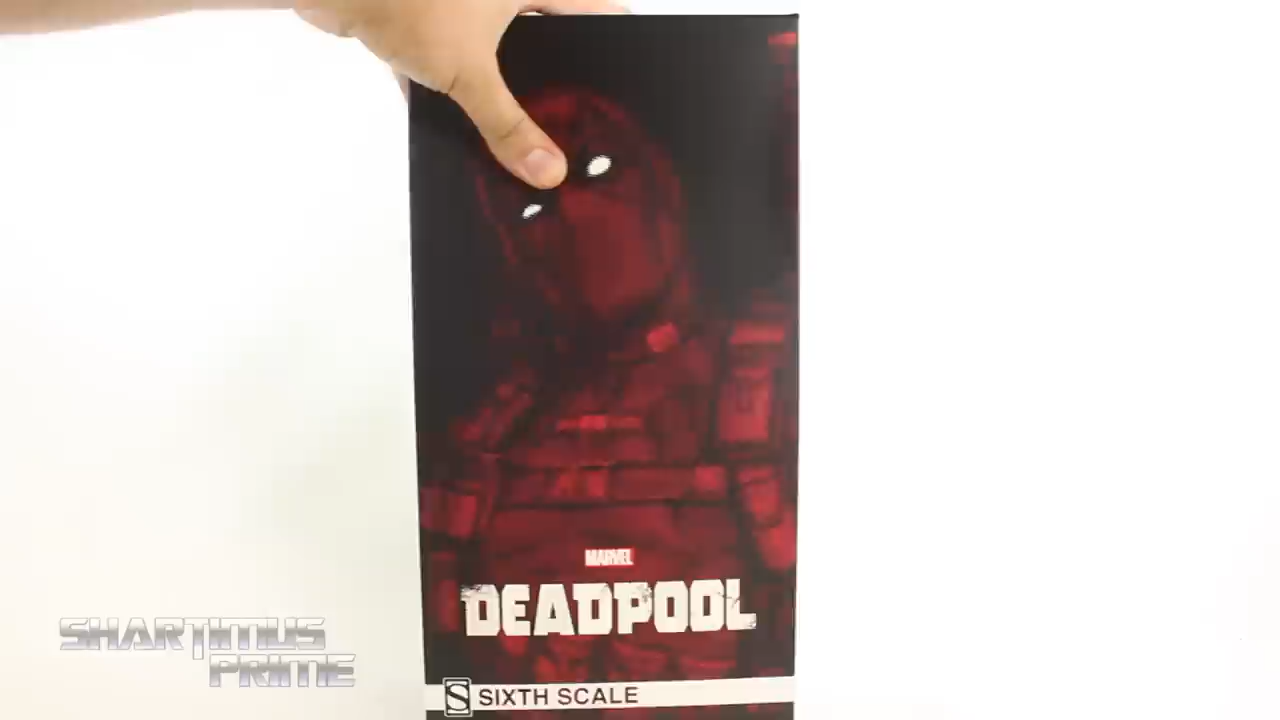 MARVEL
DEADPOOL
S SIXTH SCALE
SHARTIMUS
PRIME